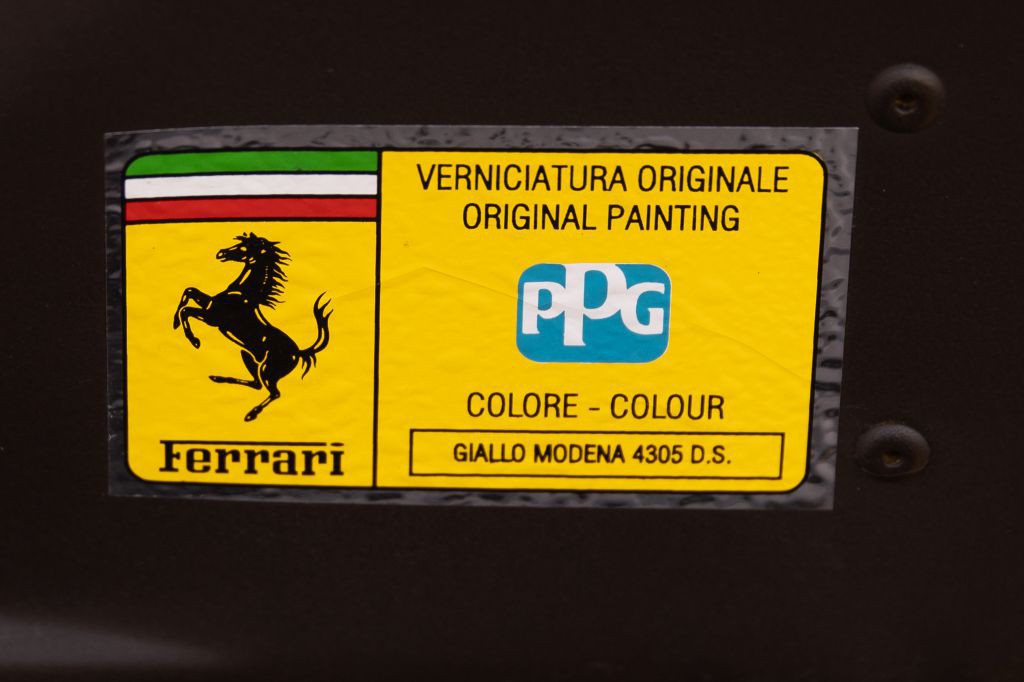 VERNICIATURA ORIGINALE
ORIGINAL PAINTING
PPG
COLORE - COLOUR
GIALLO MODENA 4305 D.S.
Ferrari